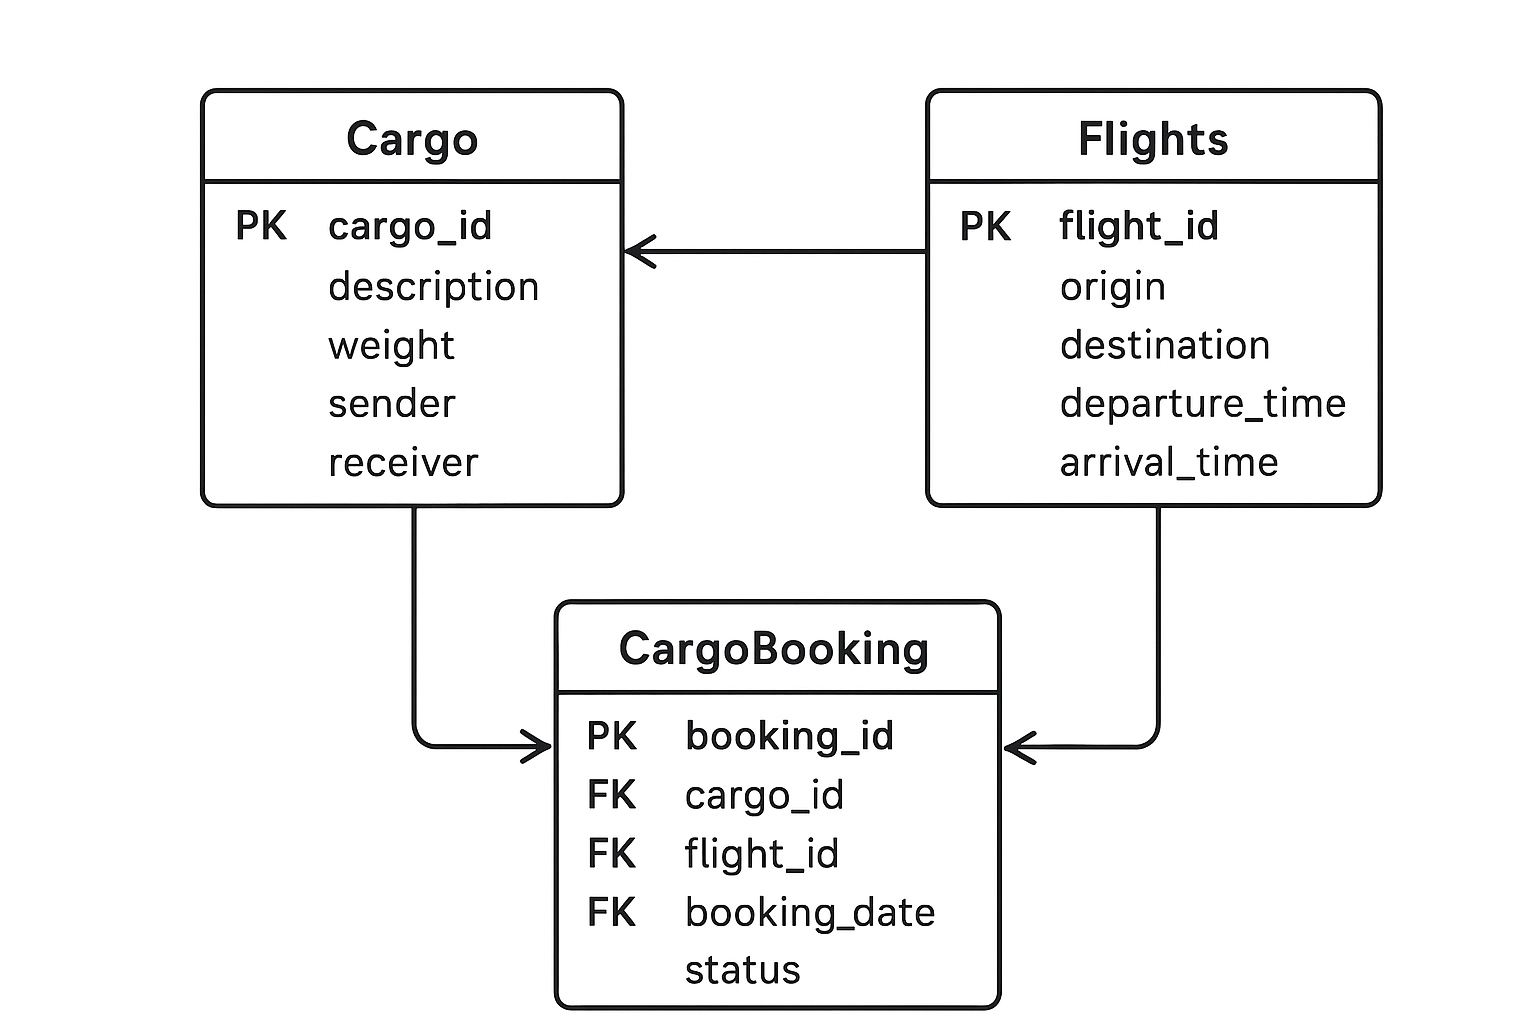 Cargo
PK cargo_id
description
weight
sender
receiver
Flights
PK flight_id
origin
destination
departure_time
arrival_time
CargoBooking
PK booking_id
FK cargo_id
FK flight_id
FK booking_date
status